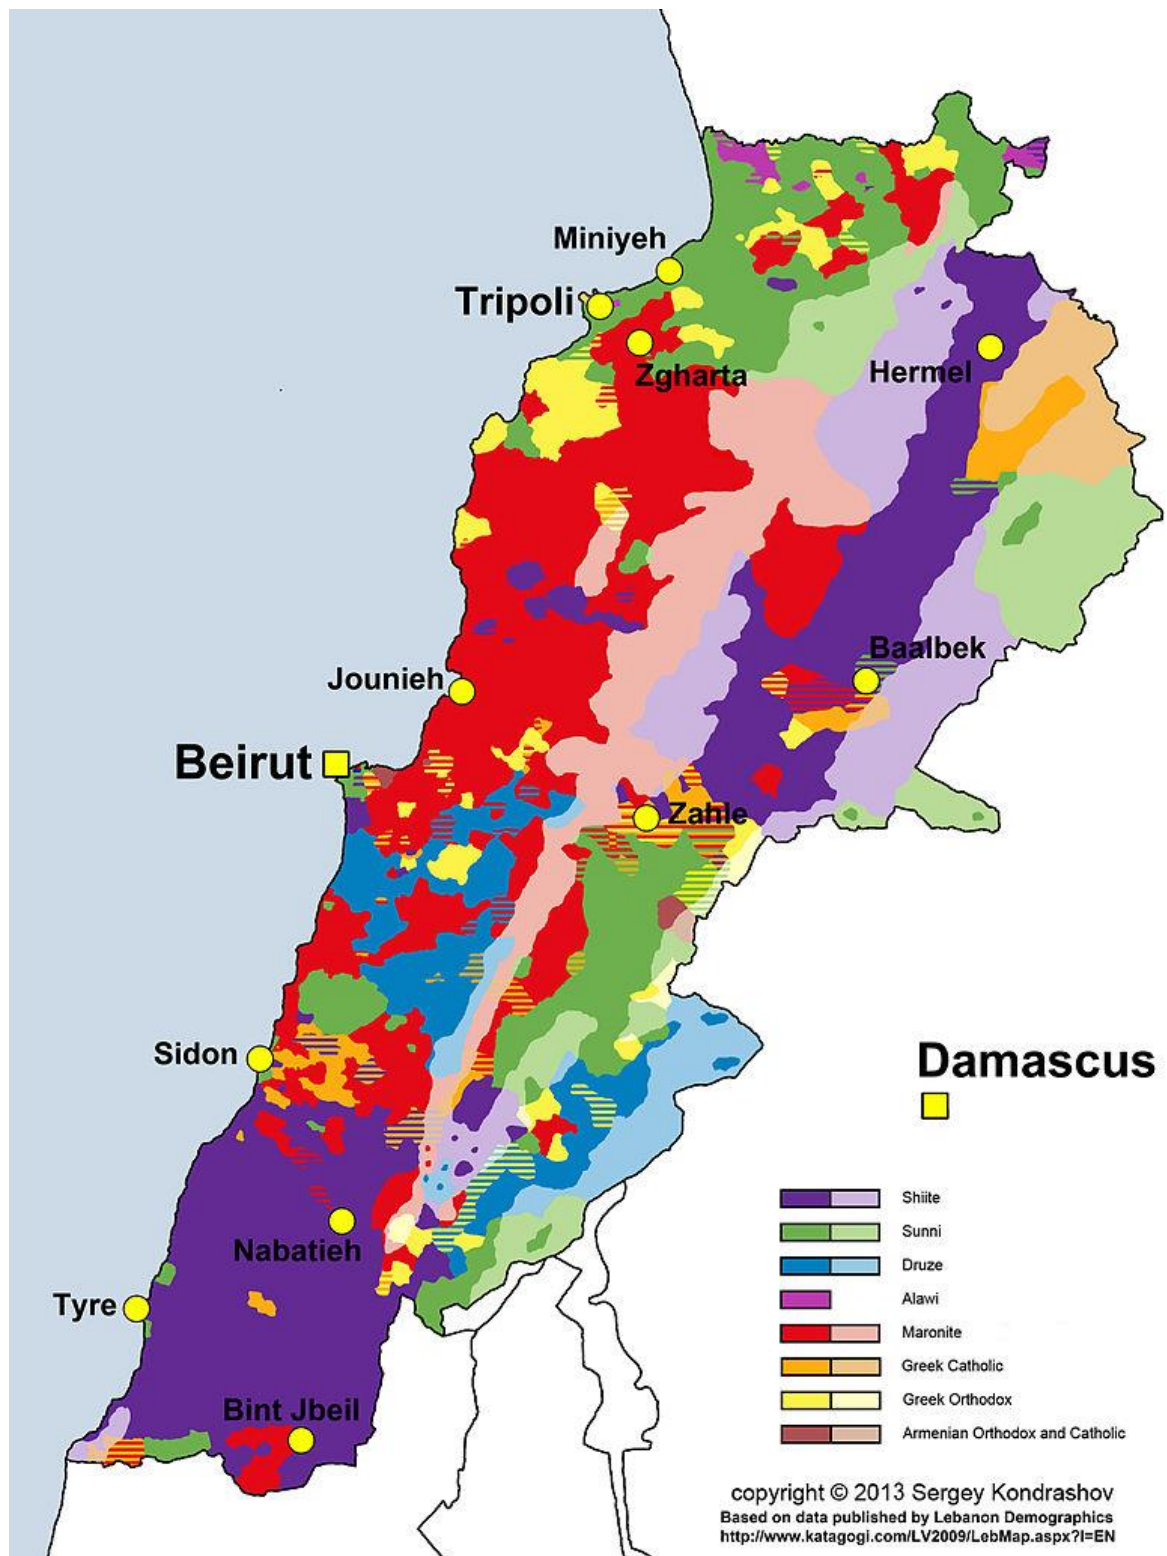 Miniyeh
Tripoli
Zgharta
Hermel
Baalbek
Jounieh
Beirut
Zahle
Sidon
Damascus
Nabatieh
Tyre
Bint Jbeil
Shiite
Sunni
Druze
Alawi
Maronite
Greek Catholic
Greek Orthodox
Armenian Orthodox and Catholic
copyright © 2013 Sergey Kondrashov
Based on data published by Lebanon Demographics
http://www.katagogi.com/LV2009/LebMap.aspx?l=EN